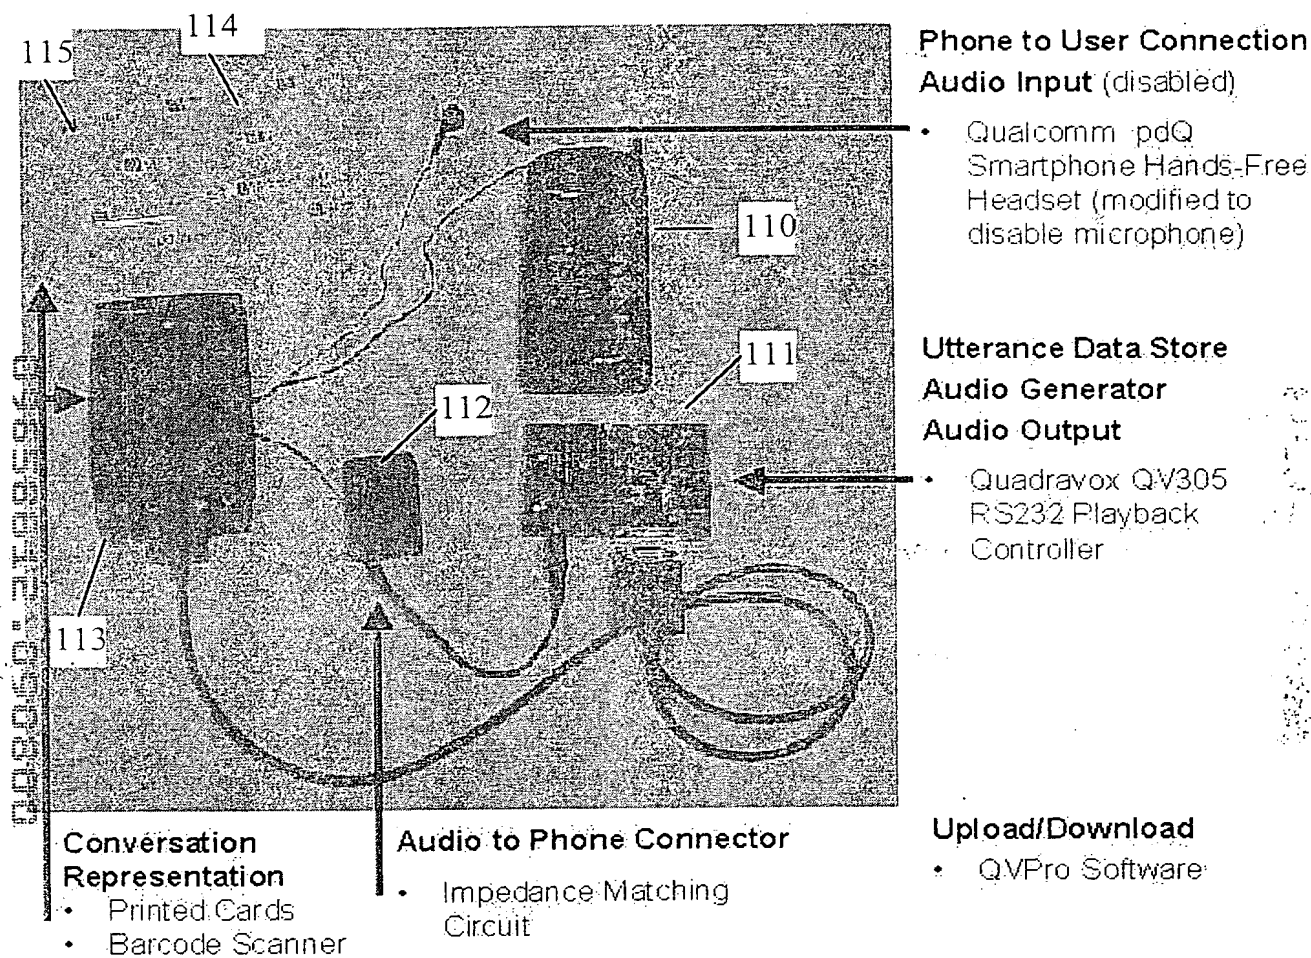 114
115
Phone to User Connection
Audio Input (disabled)
• Qualcomm pdQ
Smartphone Hands-Free
Headset (modified to
disable microphone)
110
111
Utterance Data Store
Audio Generator
Audio Output
112
• Quadravox QV305
RS232 Playback
Controller
113
Conversation
Representation
• Printed Cards
• Barcode Scanner
Audio to Phone Connector
• Impedance Matching
Circuit
Upload/Download
• QVPro Software